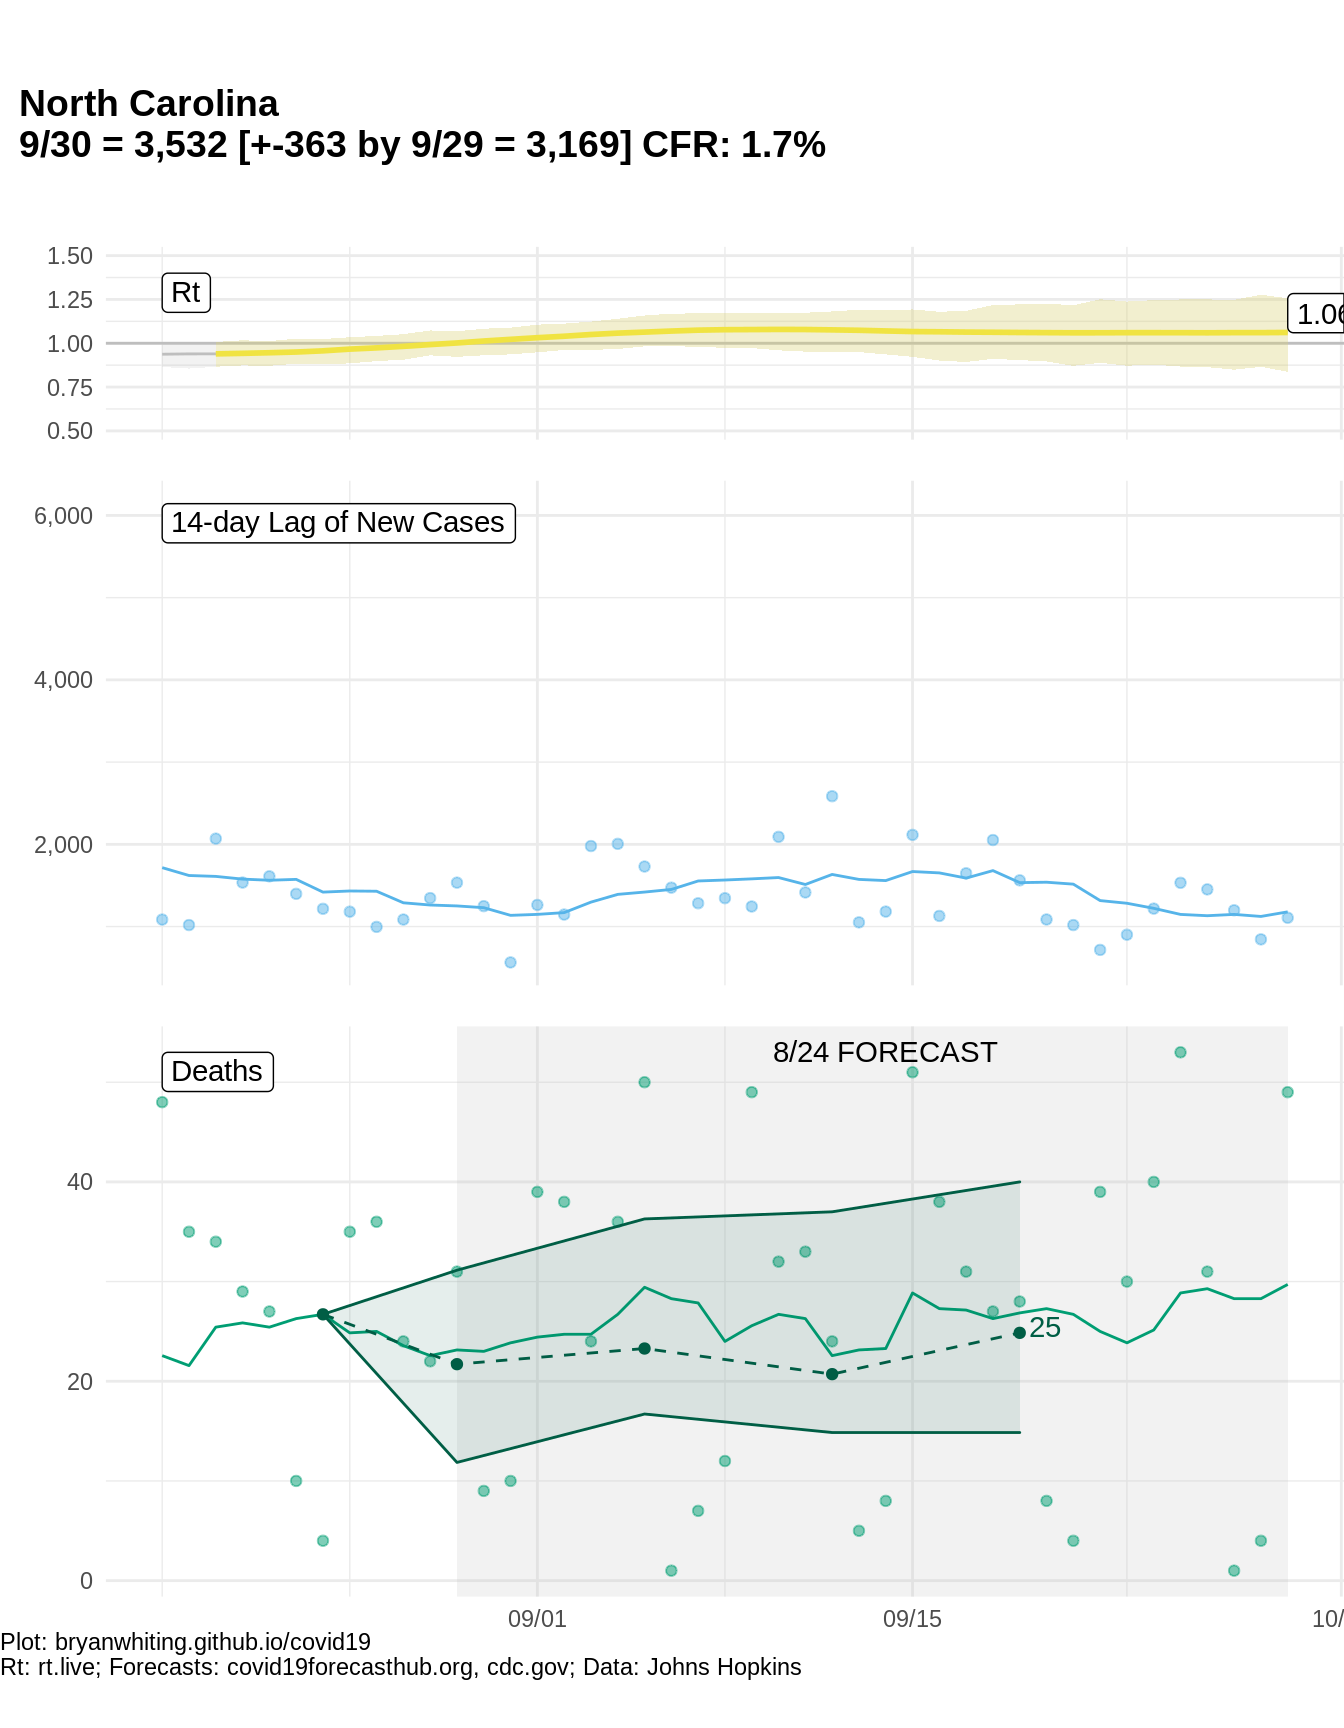 North Carolina
9/30 = 3,532 [+-363 by 9/29 = 3,169] CFR: 1.7%
1.50
1.25
1.00
0.75
0.50
Rt
1.06
6,000
4,000
2,000
14-day Lag of New Cases
8/24 FORECAST
Deaths
40
20
0
25
09/01
09/15
10/
Plot: bryanwhiting.github.io/covid19
Rt: rt.live; Forecasts: covid19forecasthub.org, cdc.gov; Data: Johns Hopkins